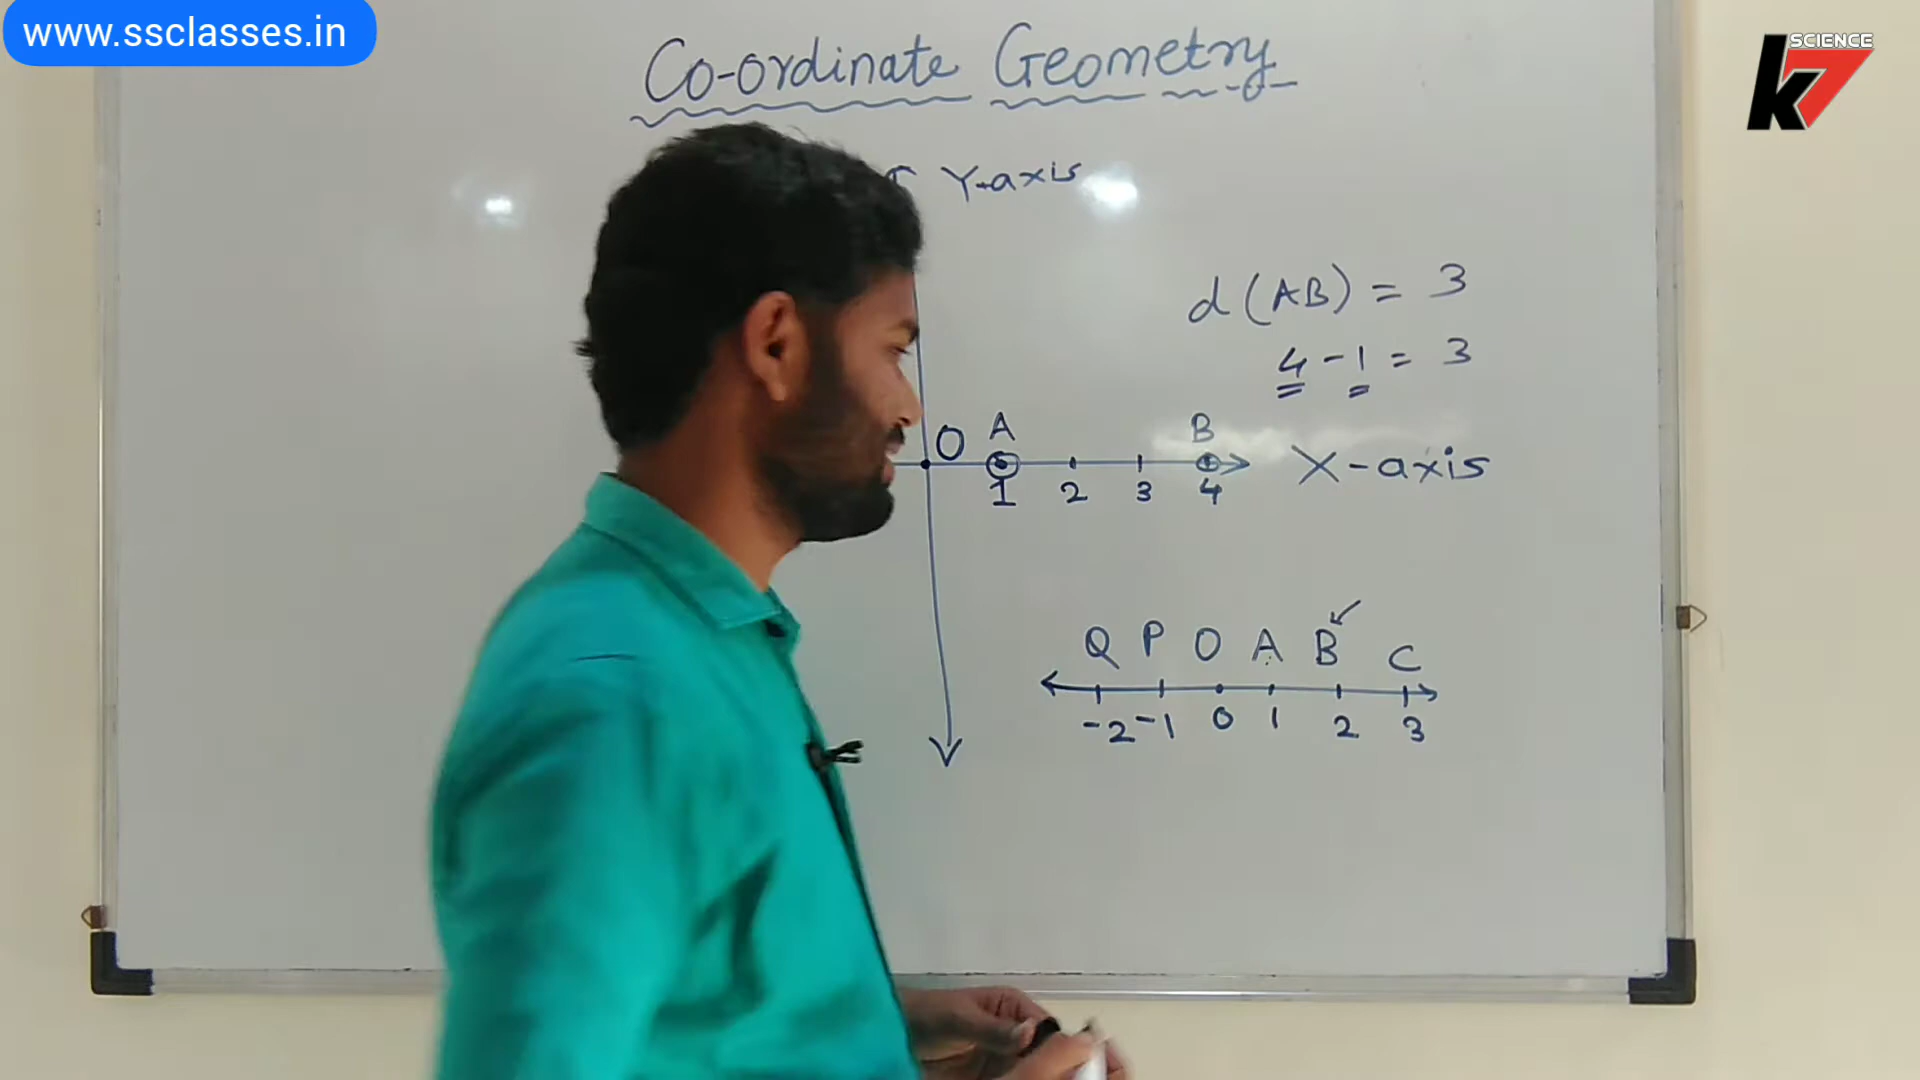 www.ssclasses.in
SCIENCE
k7
Co-ordinate Geometry
Y-axis
d (AB) = 3
4 - 1 = 3
O A B
X-axis
1 2 3 4
Q P O A B C
-2 -1 0 1 2 3